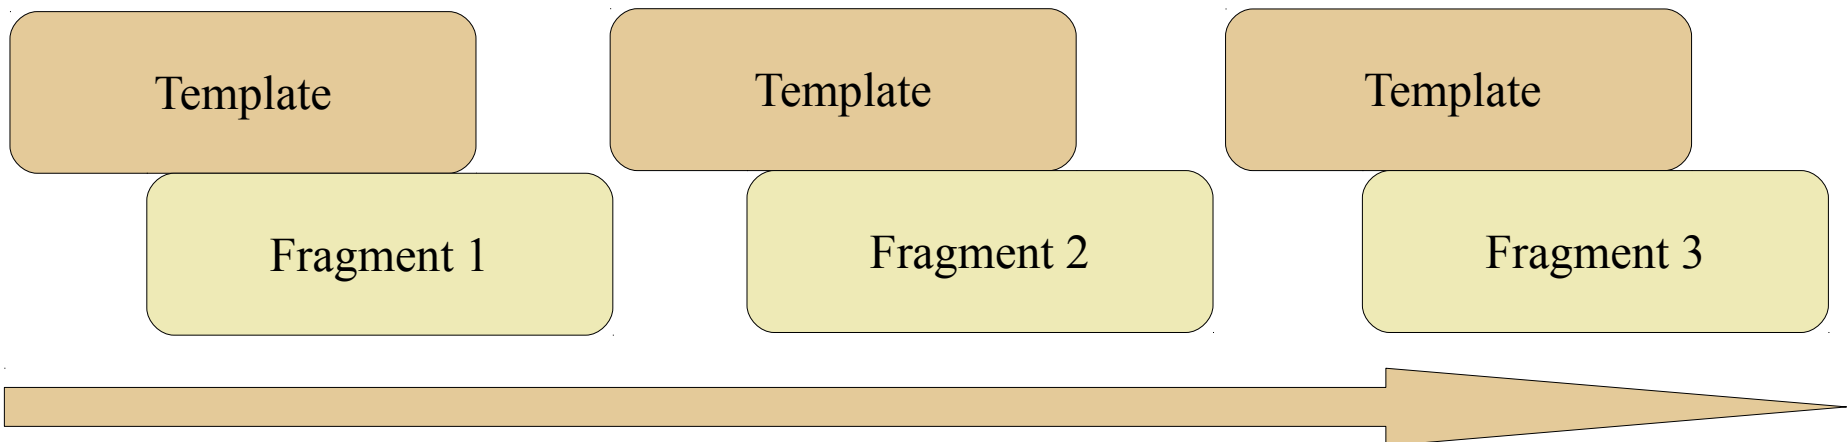 Template
Fragment 1
Template
Fragment 2
Template
Fragment 3